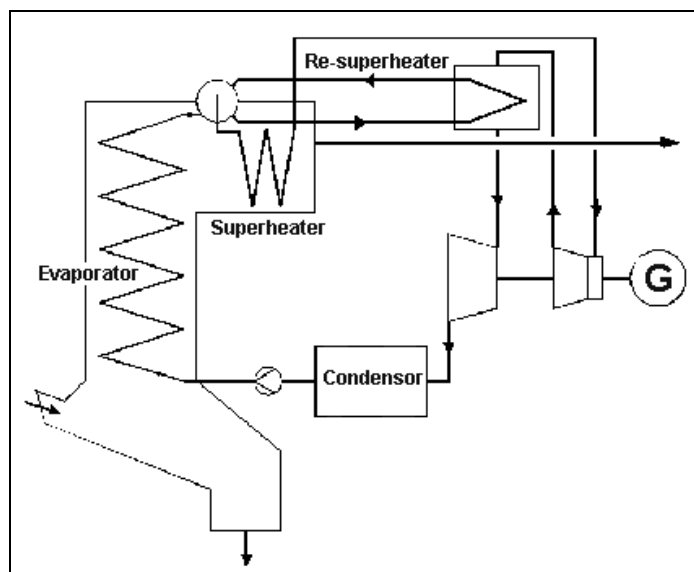 Re-superheater
Superheater
Evaporator
G
Condensor